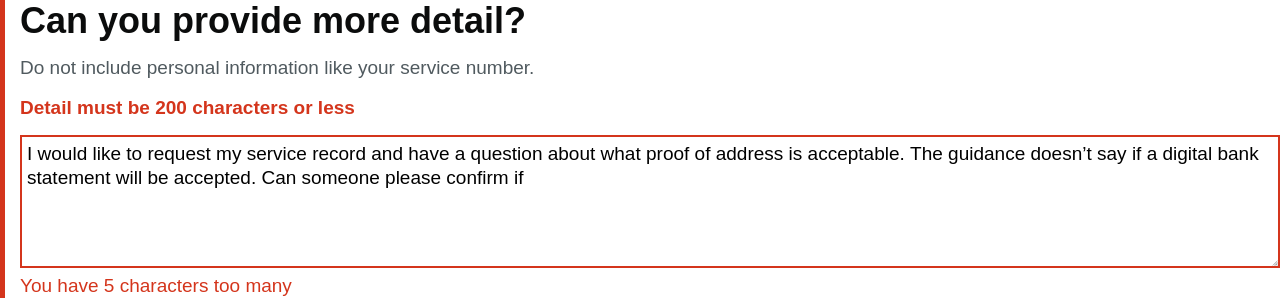 Can you provide more detail?
Do not include personal information like your service number.
Detail must be 200 characters or less
I would like to request my service record and have a question about what proof of address is acceptable. The guidance doesn’t say if a digital bank
statement will be accepted. Can someone please confirm if
You have 5 characters too many